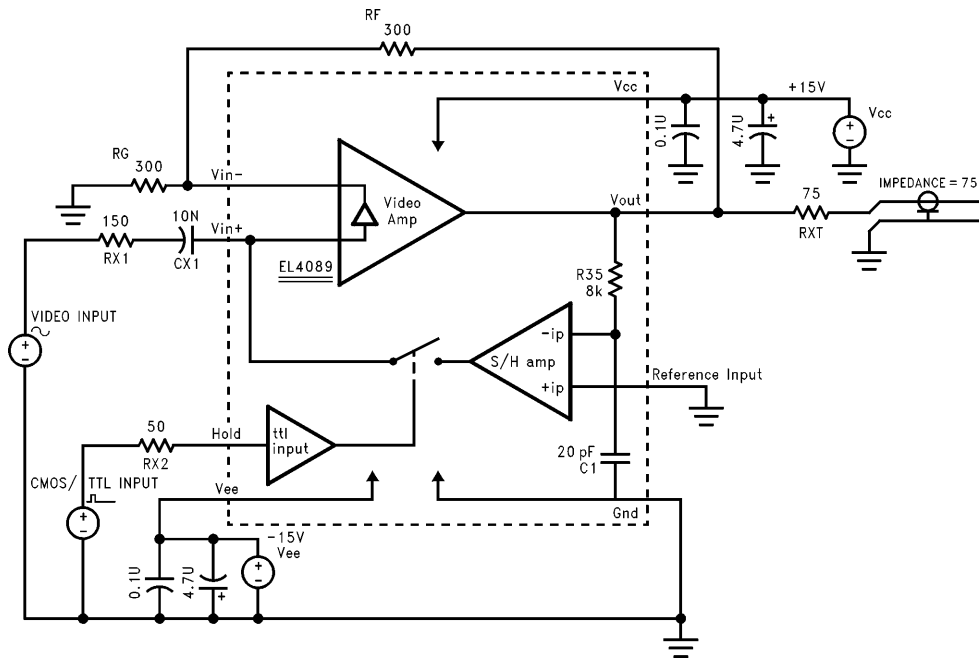 RF
300
Vcc
+15V
0.1U
4.7U
+
Vcc
+
−
RG
300
Vin-
Video
Amp
Vout
75
RXT
IMPEDANCE = 75
150
RX1
10N
CX1
Vin+
EL4089
R35
8k
VIDEO INPUT
+
−
-ip
S/H amp
+ip
Reference Input
50
RX2
Hold
ttl
input
20 pF
C1
CMOS/ TTL INPUT
+
−
Vee
Gnd
-15V
Vee
0.1U
4.7U
+
+
−